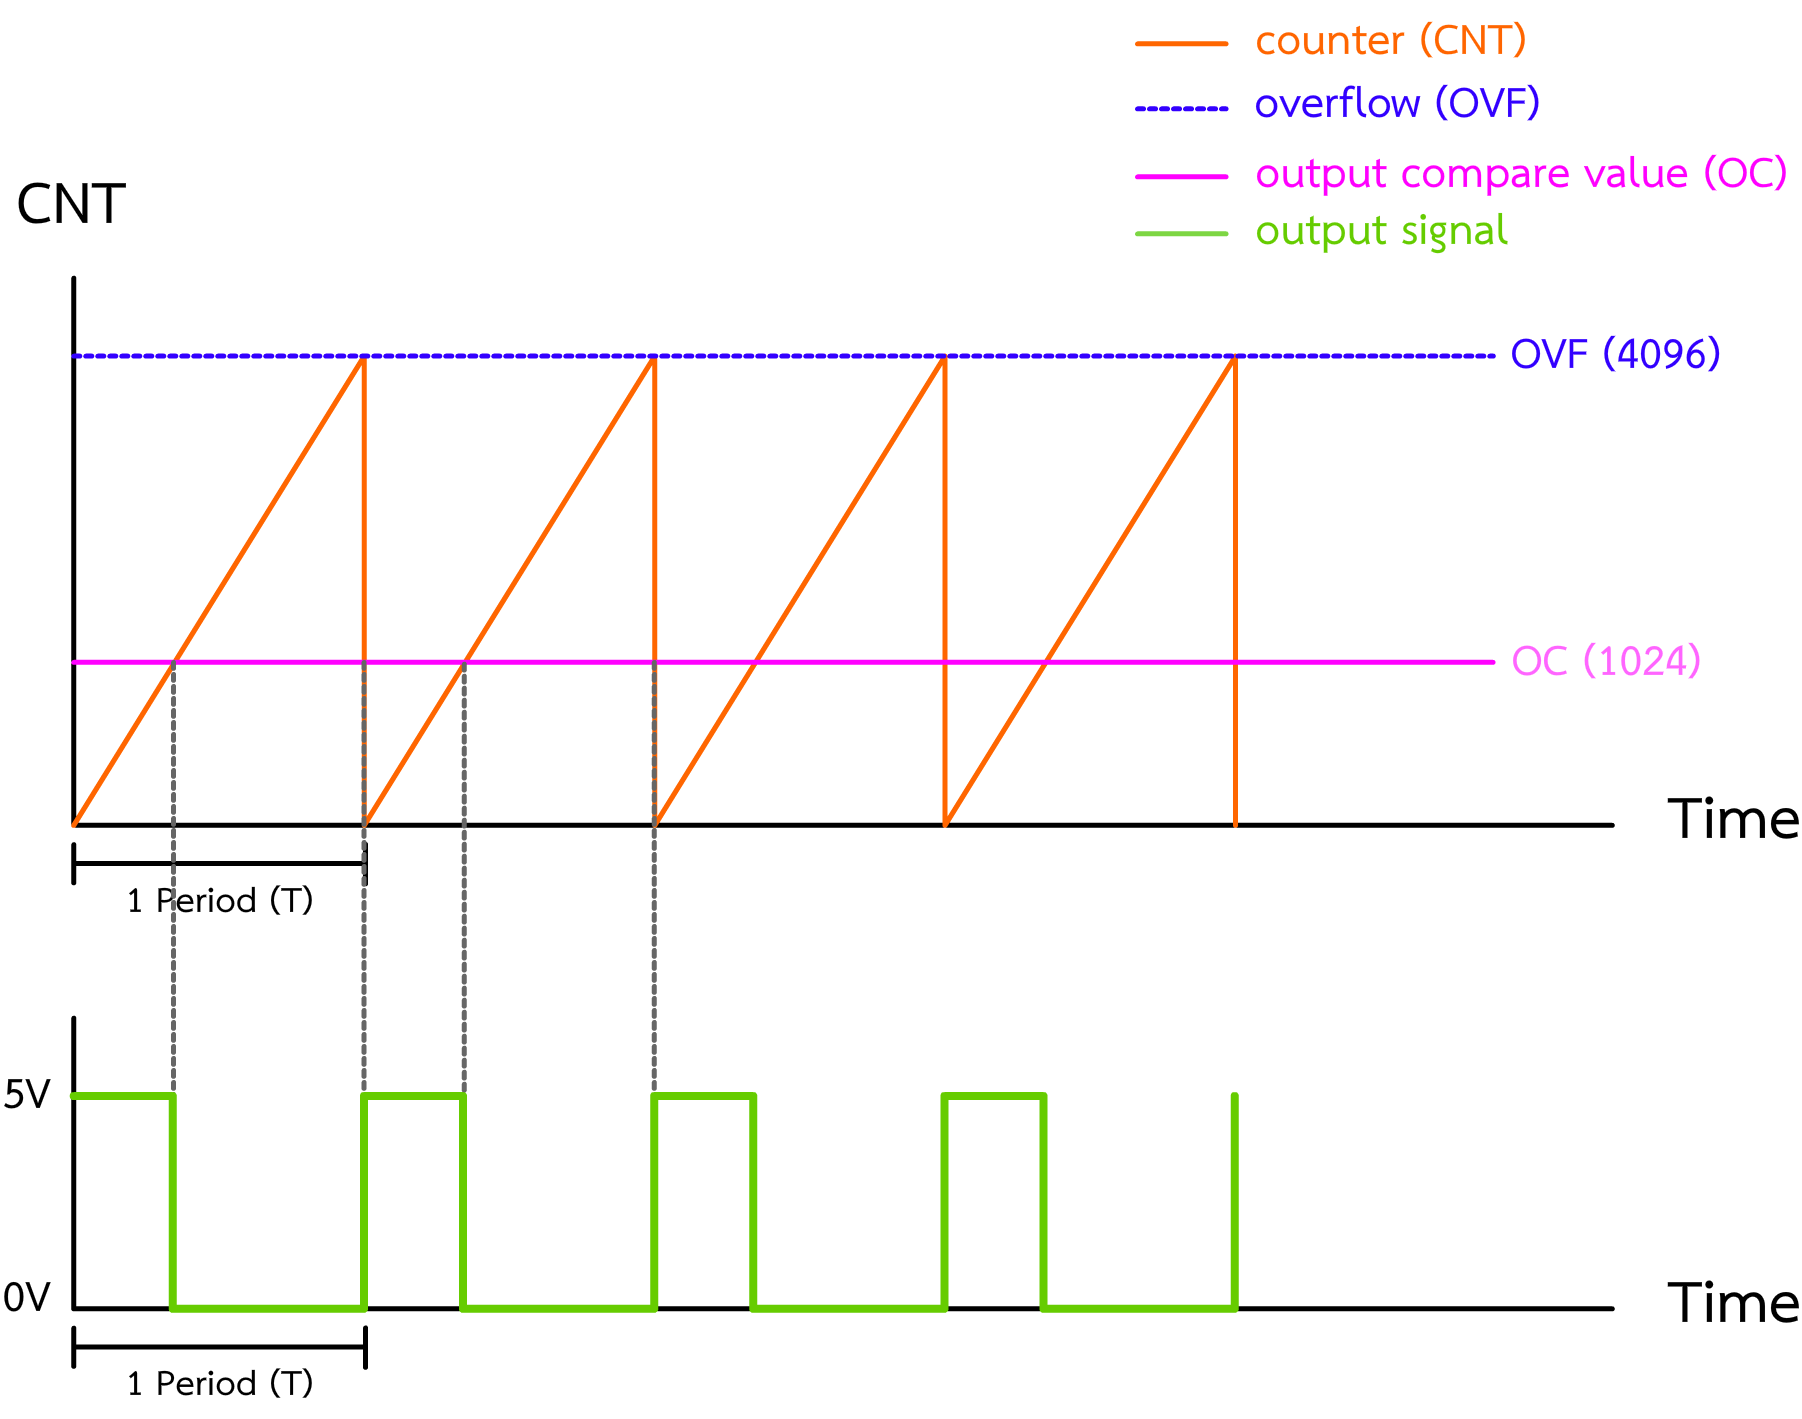 counter (CNT)
overflow (OVF)
output compare value (OC)
output signal
CNT
OVF (4096)
OC (1024)
Time
1 Period (T)
5V
0V
Time
1 Period (T)